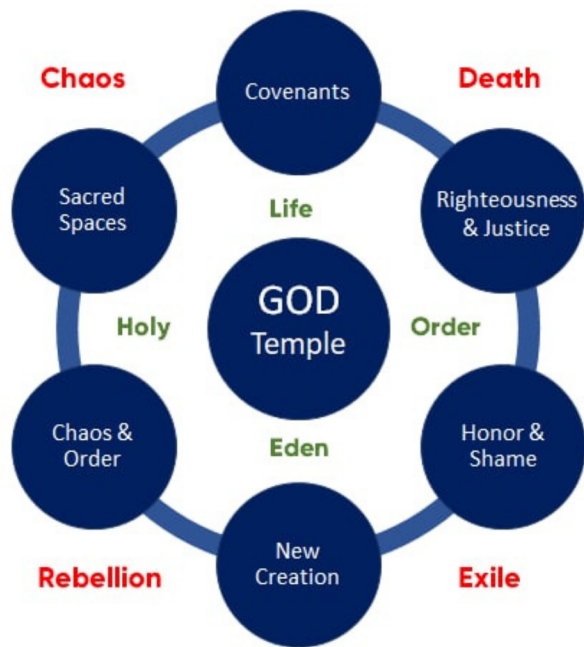 Chaos
Covenants
Death
Sacred
Spaces
Righteousness
& Justice
Life
GOD
Temple
Holy
Order
Chaos &
Order
Honor &
Shame
Eden
New
Creation
Rebellion
Exile